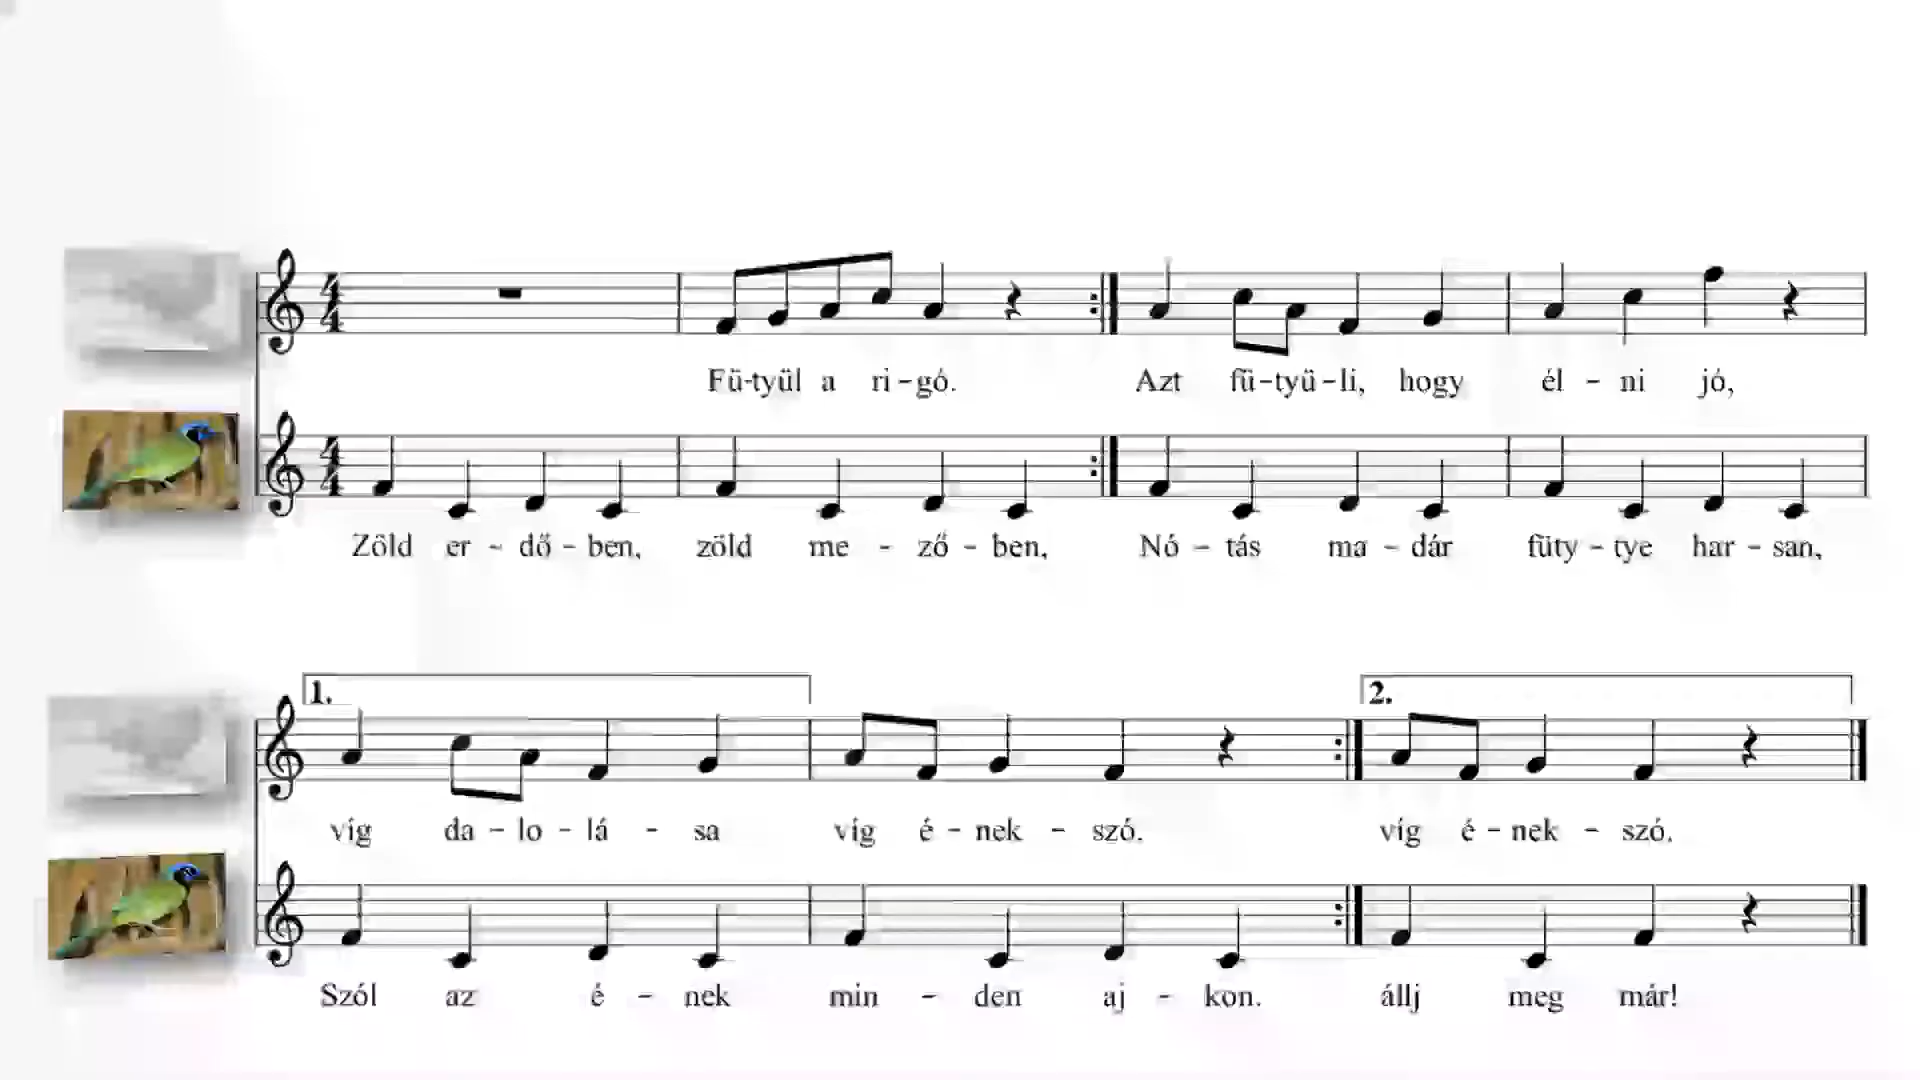 Fü-tyül a ri-gó. Azt fü-tyü-li, hogy él - ni jó,
Zöld er - dő - ben, zöld me - ző - ben, Nó - tás ma - dár füty - tye har - san,
1. 2.
víg da - lo - lá - sa víg é - nek - szó. víg é - nek - szó.
Szól az é - nek min - den aj - kon. állj meg már!